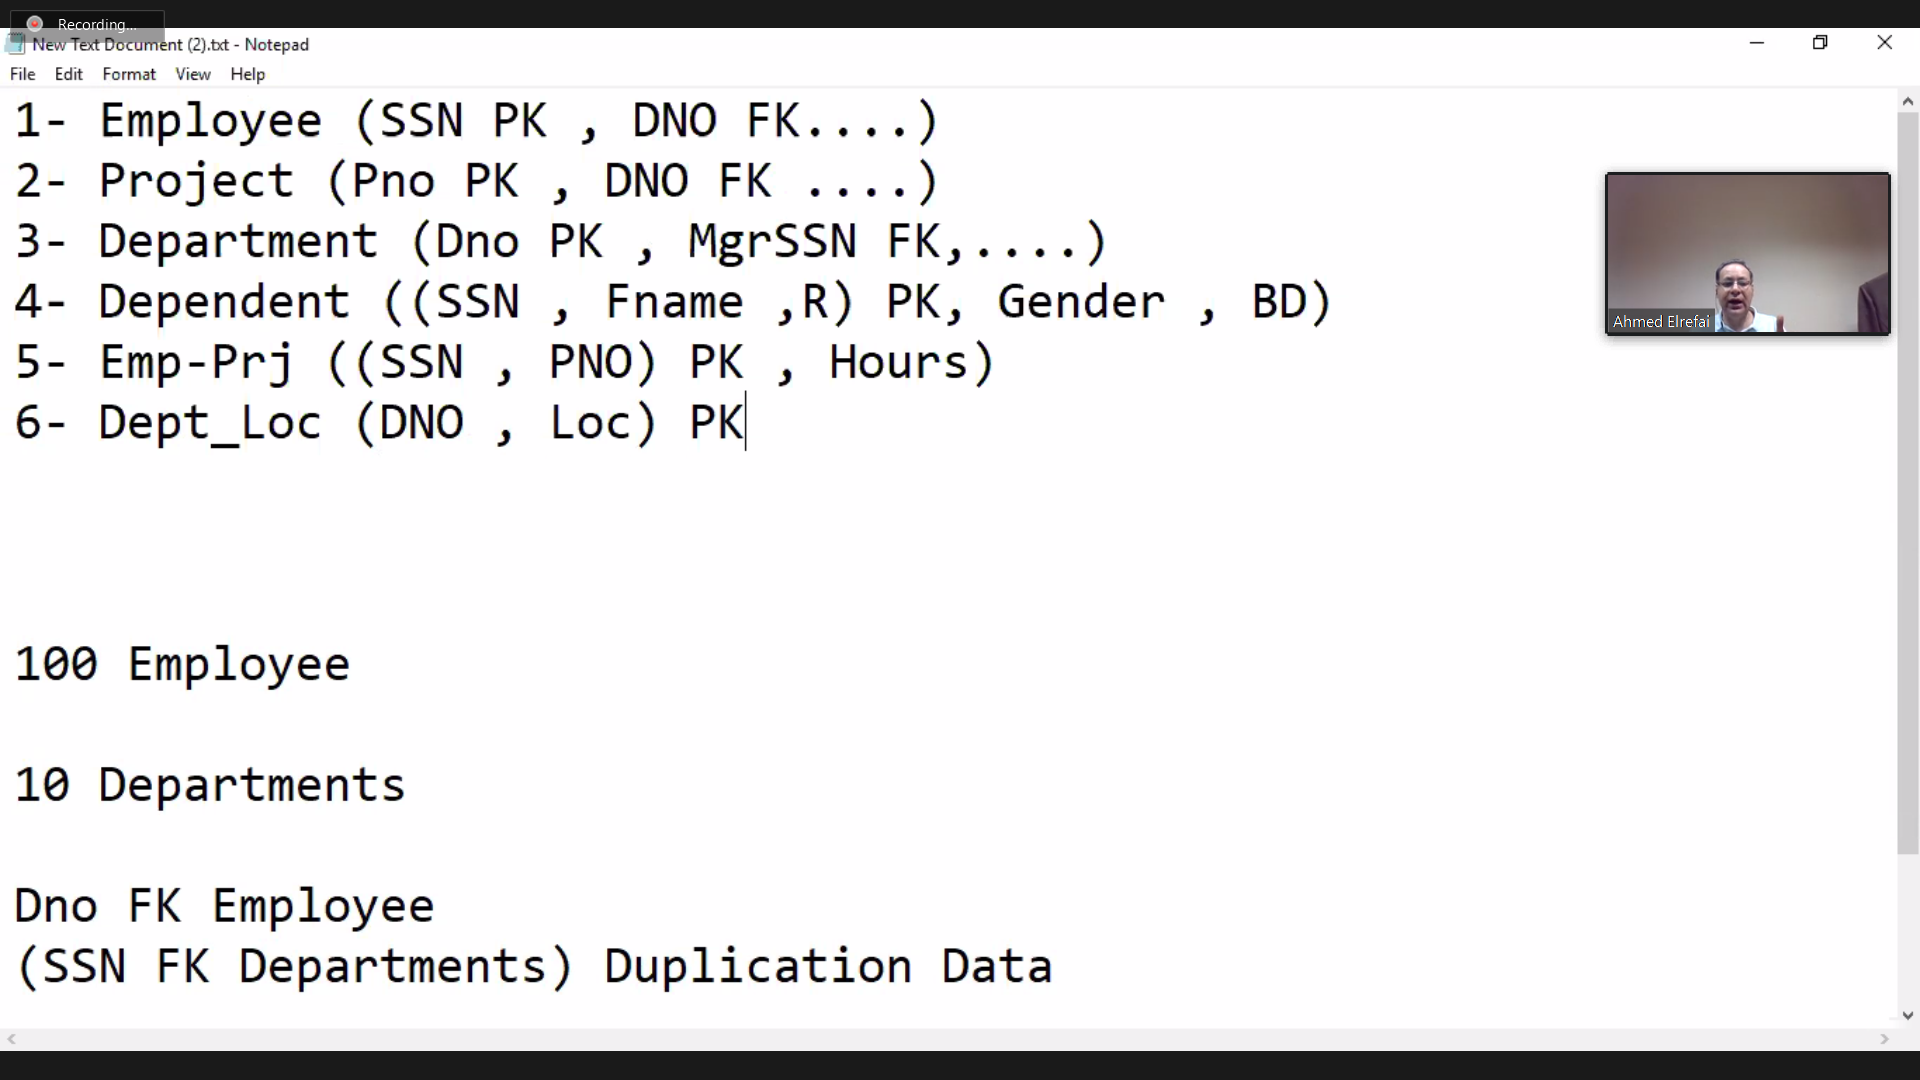 Recording...
New Text Document (2).txt - Notepad
File Edit Format View Help
1- Employee (SSN PK , DNO FK....)
2- Project (Pno PK , DNO FK ....)
3- Department (Dno PK , MgrSSN FK,....)
4- Dependent ((SSN , Fname ,R) PK, Gender , BD)
5- Emp-Prj ((SSN , PNO) PK , Hours)
6- Dept_Loc (DNO , Loc) PK
Ahmed Elrefai
100 Employee
10 Departments
Dno FK Employee
(SSN FK Departments) Duplication Data